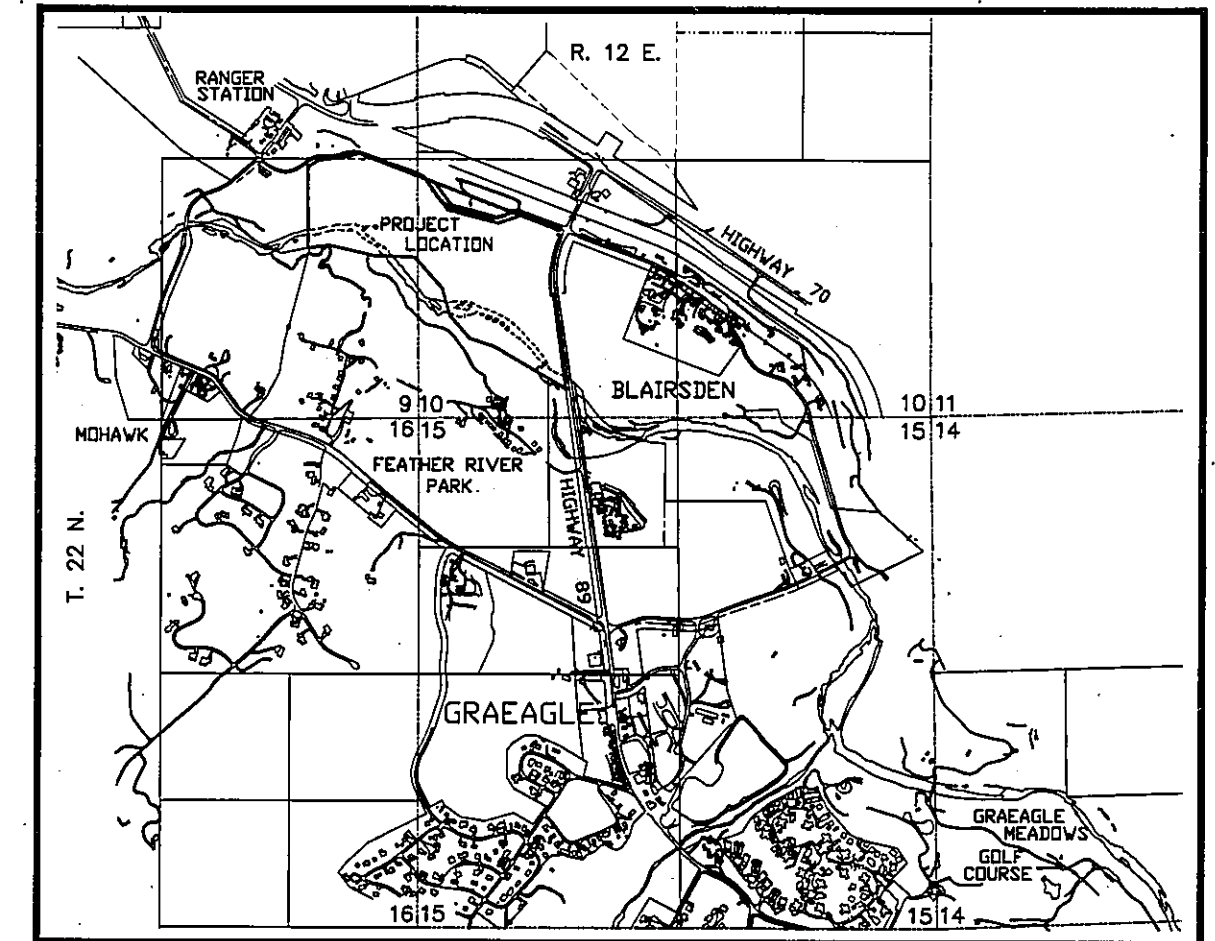 R. 12 E.
RANGER
STATION
PROJECT
LOCATION
HIGHWAY
70
BLAIRSDEN
9 10
16 15
10 11
15 14
MOHAWK
FEATHER RIVER
PARK.
HIGHWAY
89
T. 22 N.
GRAEAGLE
GRAEAGLE
MEADOWS
GOLF
COURSE
16 15
15 14